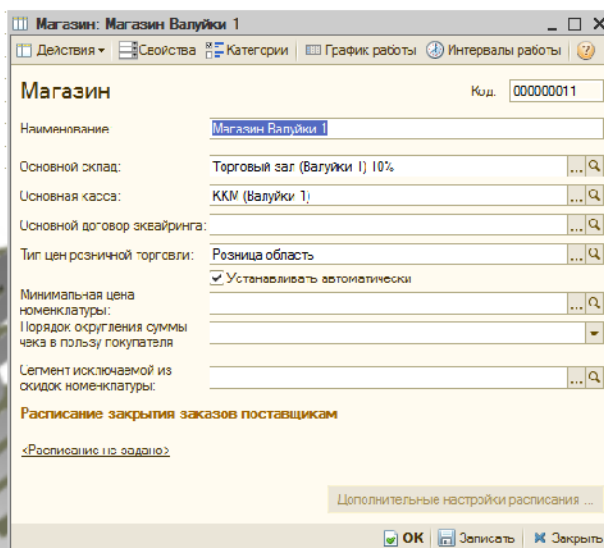 Магазин: Магазин Валуйки 1
Действия Свойства Категории График работы Интервалы работы
Магазин Код: 000000011
Наименование Магазин Валуйки 1
Основной склад: Торговый зал (Валуйки 1) 10%
Основная касса: ККМ (Валуйки 1)
Основной договор эквайринга:
Тип цен розничной торговли: Розница область
Устанавливать автоматически
Минимальная цена
номенклатуры:
Порядок округления суммы
чека в пользу покупателя
Сегмент исключаемой из
скидок номенклатуры:
Расписание закрытия заказов поставщикам
<Расписание не задано>
Дополнительные настройки расписания ...
OK Записать Закрыть